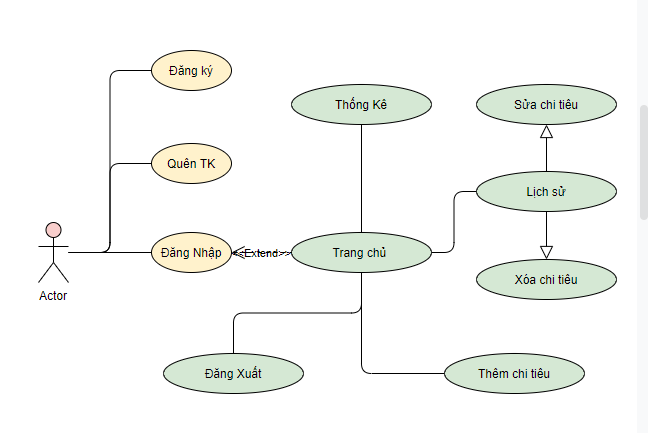 Đăng ký
Thống Kê
Sửa chi tiêu
Quên TK
Lịch sử
Đăng Nhập
<<Extend>>
Trang chủ
Xóa chi tiêu
Actor
Đăng Xuất
Thêm chi tiêu